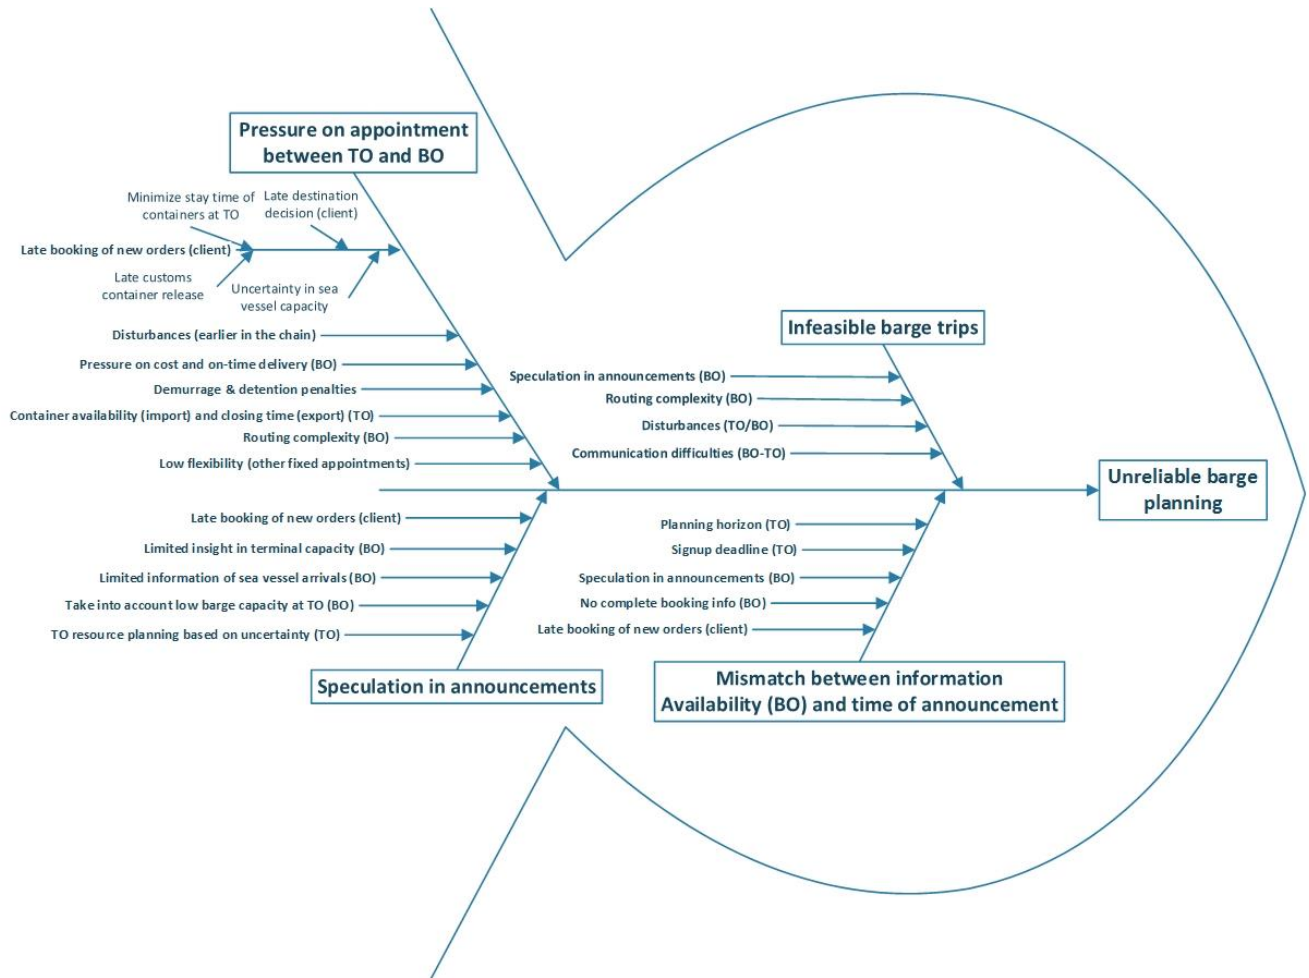 Pressure on appointment
between TO and BO
Minimize stay time of
containers at TO
Late destination
decision (client)
Late booking of new orders (client)
Late customs
container release
Uncertainty in sea
vessel capacity
Disturbances (earlier in the chain)
Pressure on cost and on-time delivery (BO)
Demurrage & detention penalties
Container availability (import) and closing time (export) (TO)
Routing complexity (BO)
Low flexibility (other fixed appointments)
Infeasible barge trips
Speculation in announcements (BO)
Routing complexity (BO)
Disturbances (TO/BO)
Communication difficulties (BO-TO)
Unreliable barge
planning
Late booking of new orders (client)
Limited insight in terminal capacity (BO)
Limited information of sea vessel arrivals (BO)
Take into account low barge capacity at TO (BO)
TO resource planning based on uncertainty (TO)
Speculation in announcements
Planning horizon (TO)
Signup deadline (TO)
Speculation in announcements (BO)
No complete booking info (BO)
Late booking of new orders (client)
Mismatch between information
Availability (BO) and time of announcement